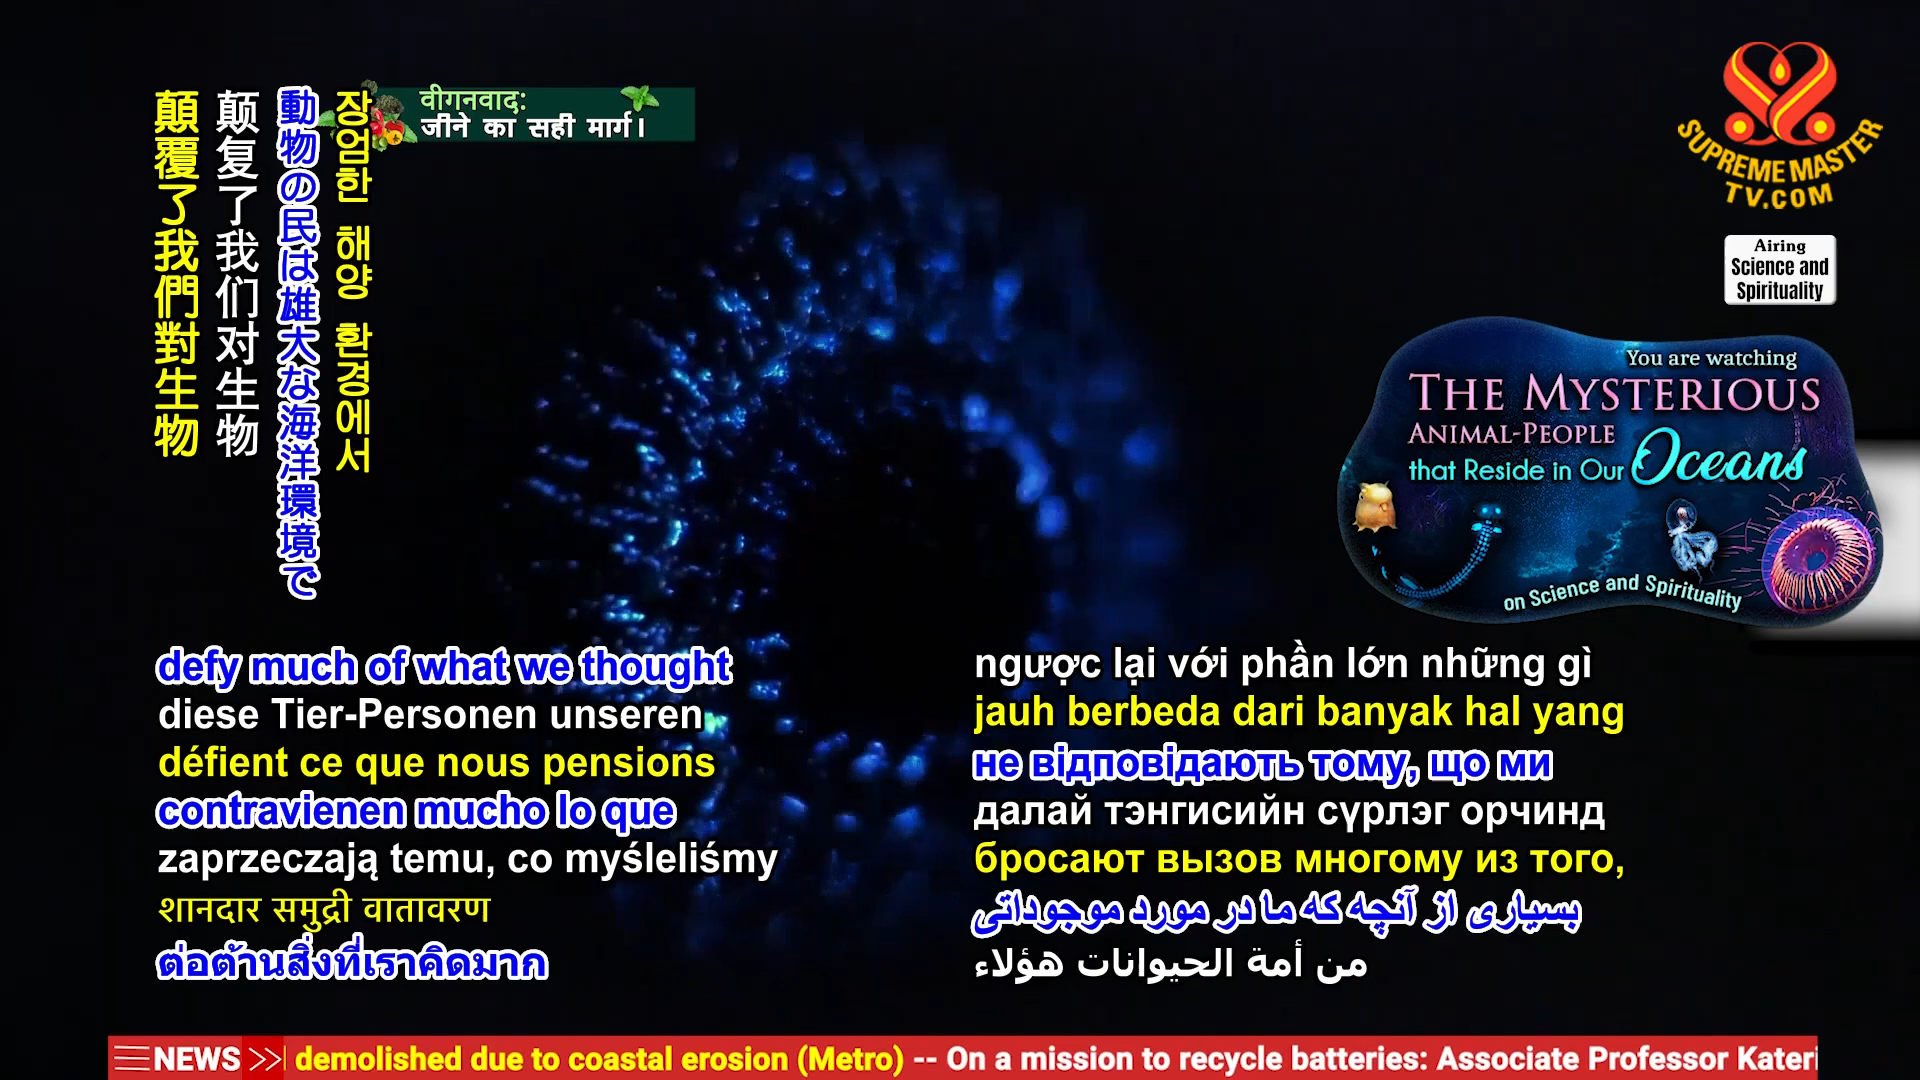 顛覆了我們對生物
颠复了我们对生物
動物の民は雄大な海洋環境で
장엄한 해양 환경에서
वीगनवाद:
जीने का सही मार्ग।
SUPREME MASTER
TV.COM
Airing
Science and
Spirituality
You are watching
THE MYSTERIOUS
ANIMAL-PEOPLE
that Reside in Our Oceans
on Science and Spirituality
defy much of what we thought
diese Tier-Personen unseren
défient ce que nous pensions
contravienen mucho lo que
zaprzeczają temu, co myśleliśmy
शानदार समुद्री वातावरण
ต่อต้านสิ่งที่เราคิดมาก
ngược lại với phần lớn những gì
jauh berbeda dari banyak hal yang
не відповідають тому, що ми
далай тэнгисийн сүрлэг орчинд
бросают вызов многому из того,
بسیاری از آنچه که ما در مورد موجوداتی
من أمة الحيوانات هؤلاء
NEWS >> demolished due to coastal erosion (Metro) -- On a mission to recycle batteries: Associate Professor Kateri